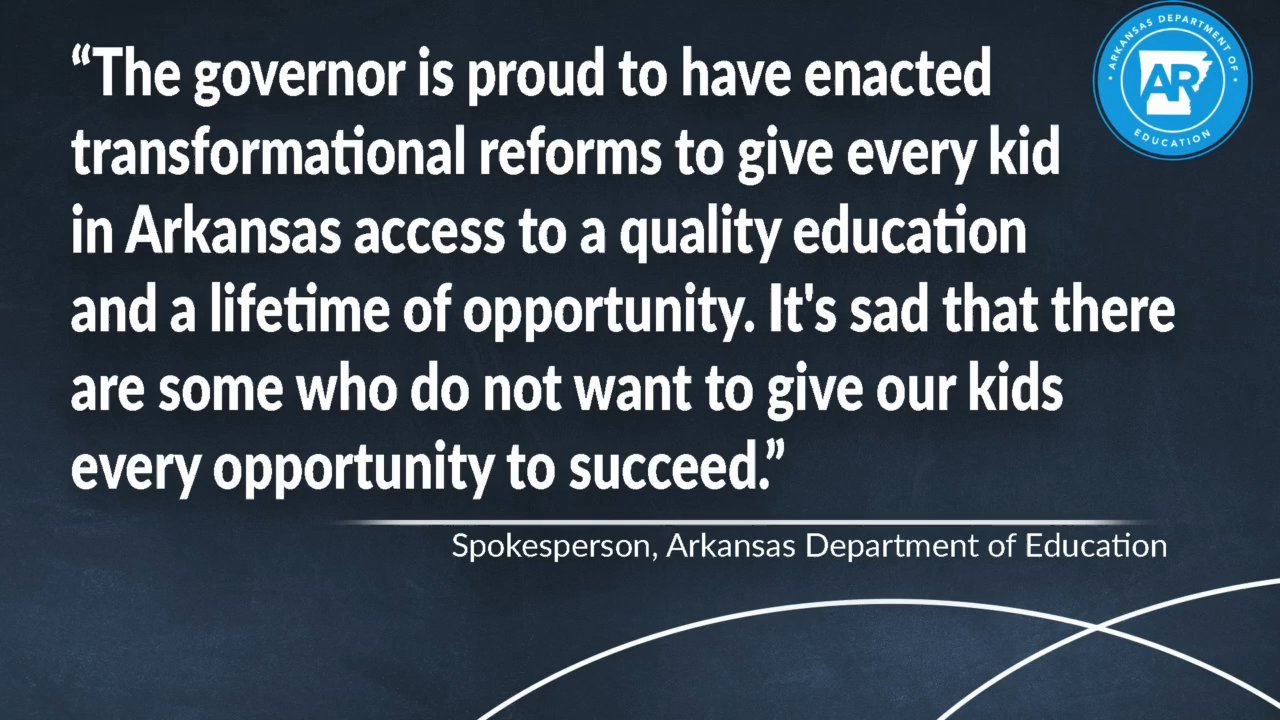 “The governor is proud to have enacted
transformational reforms to give every kid
in Arkansas access to a quality education
and a lifetime of opportunity. It's sad that there
are some who do not want to give our kids
every opportunity to succeed.”
Spokesperson, Arkansas Department of Education
• ARKANSAS DEPARTMENT OF •
AR
EDUCATION